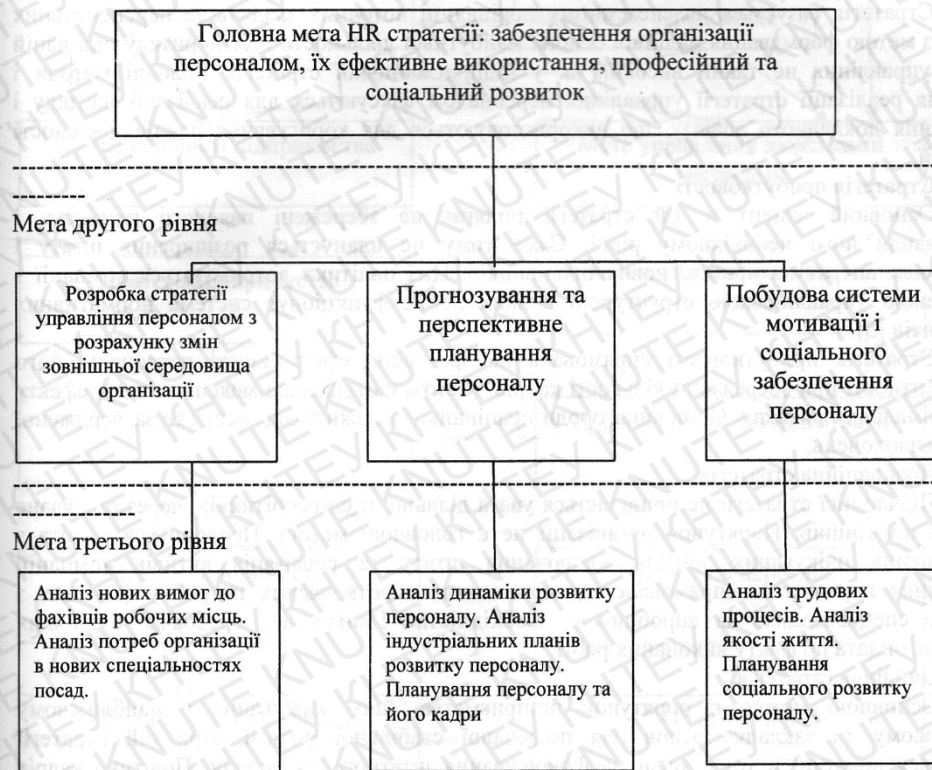 Головна мета HR стратегії: забезпечення організації
персоналом, їх ефективне використання, професійний та
соціальний розвиток
Мета другого рівня
Розробка стратегії
управління персоналом з
розрахунку змін
зовнішньої середовища
організації
Прогнозування та
перспективне
планування
персоналу
Побудова системи
мотивації і
соціального
забезпечення
персоналу
Мета третього рівня
Аналіз нових вимог до
фахівців робочих місць.
Аналіз потреб організації
в нових спеціальностях
посад.
Аналіз динаміки розвитку
персоналу. Аналіз
індустріальних планів
розвитку персоналу.
Планування персоналу та
його кадри
Аналіз трудових
процесів. Аналіз
якості життя.
Планування
соціального розвитку
персоналу.